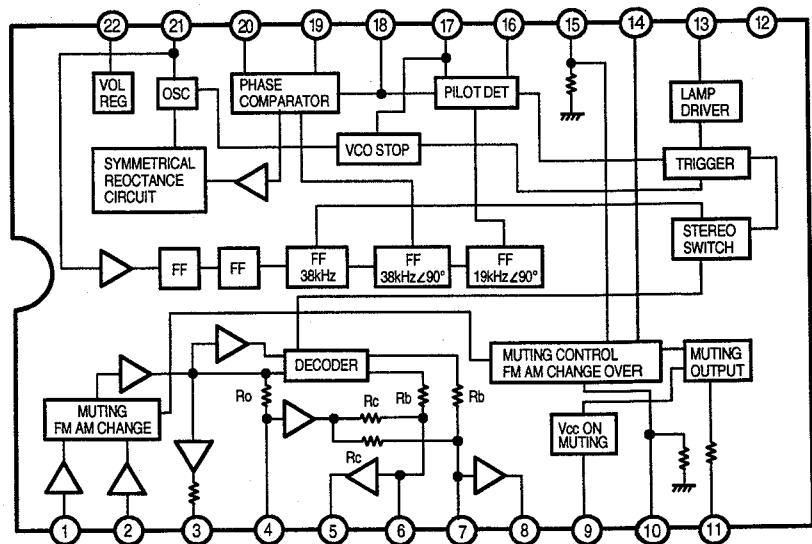 22 21 20 19 18 17 16 15 14 13 12
VOL
REG
OSC
PHASE
COMPARATOR
PILOT DET
LAMP
DRIVER
VCO STOP
TRIGGER
SYMMETRICAL
REOCTANCE
CIRCUIT
STEREO
SWITCH
FF
FF
FF
38kHz
FF
38kHz∠90°
FF
19kHz∠90°
DECODER
MUTING CONTROL
FM AM CHANGE OVER
MUTING
OUTPUT
Ro
Rc
Rb
Rb
MUTING
FM AM CHANGE
Rc
Vcc ON
MUTING
1 2 3 4 5 6 7 8 9 10 11